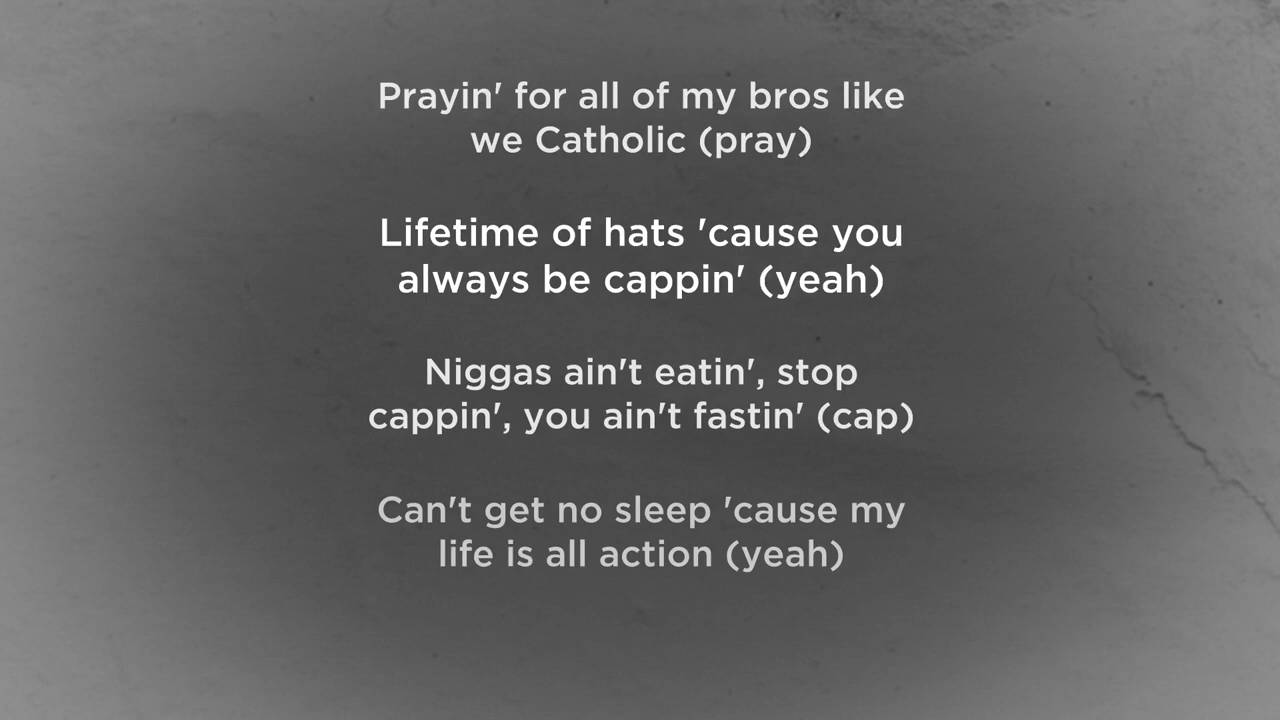 Prayin' for all of my bros like
we Catholic (pray)
Lifetime of hats 'cause you
always be cappin' (yeah)
Niggas ain't eatin', stop
cappin', you ain't fastin' (cap)
Can't get no sleep 'cause my
life is all action (yeah)